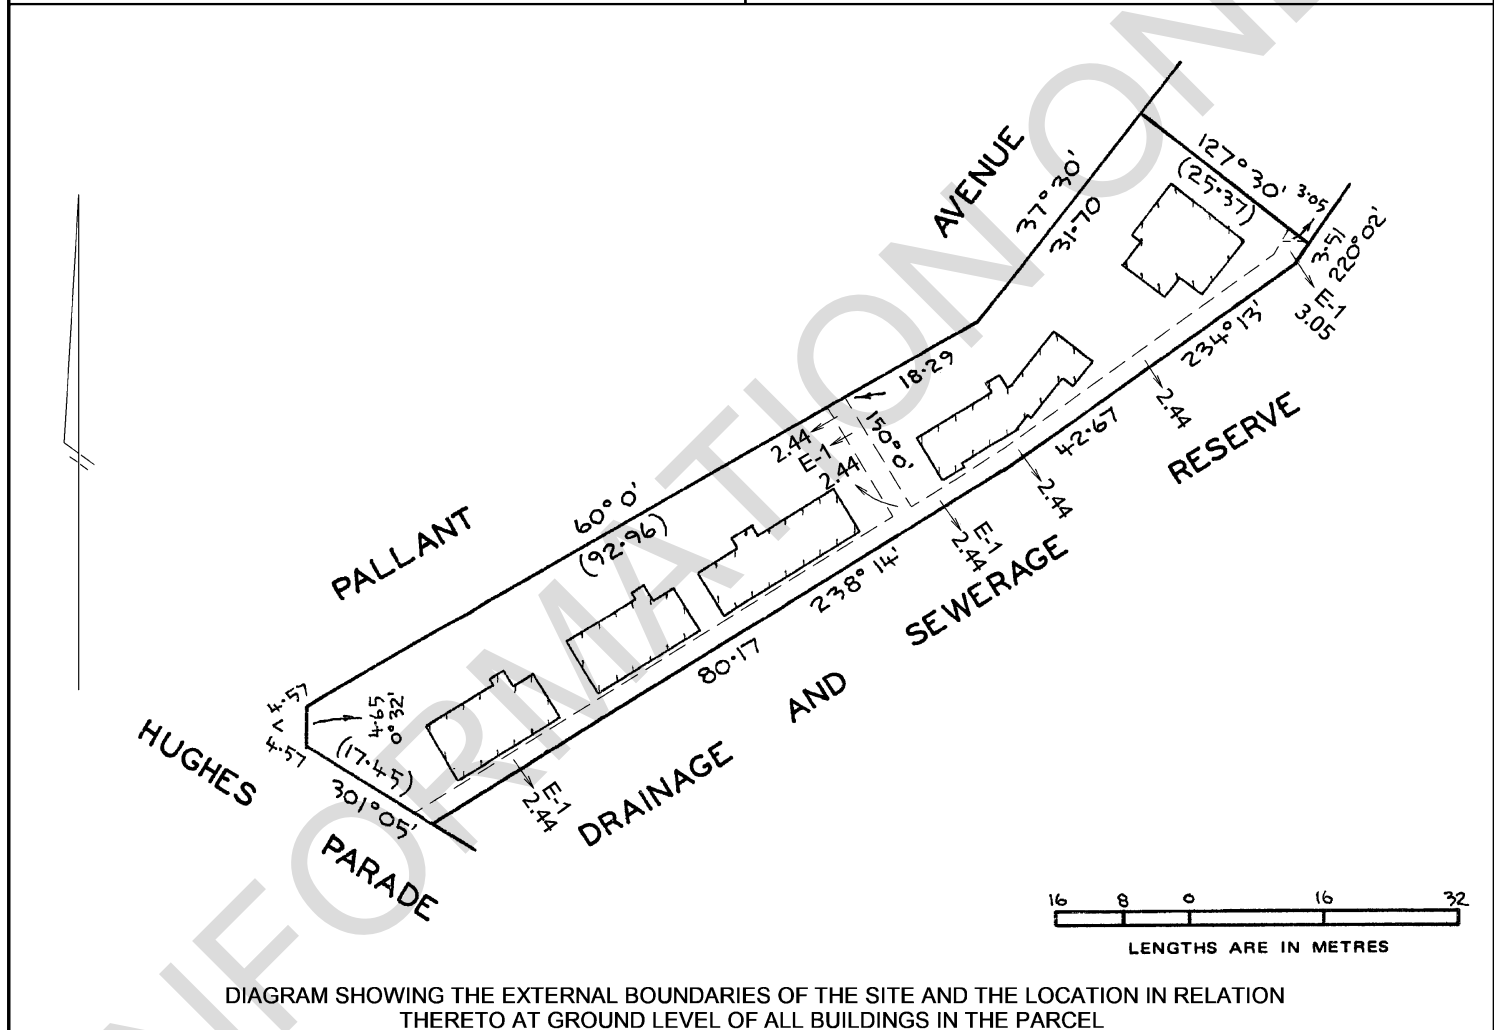 INFORMATION ONL
AVENUE
37° 30'
31·70
127° 30'
(25·37)
3·05
3·51
220° 02'
E-1
3.05
234° 13'
18·29
2.44
42·67
RESERVE
150° 0'
2.44
E-1
2.44
2.44
60° 0'
(92·96)
PALLANT
E-1
2.44
238° 14'
SEWERAGE
80·17
AND
4·57
4·57
4·65
0° 32'
(17·45)
301° 05'
HUGHES
PARADE
E-1
2.44
DRAINAGE
16 8 0 16 32
LENGTHS ARE IN METRES
DIAGRAM SHOWING THE EXTERNAL BOUNDARIES OF THE SITE AND THE LOCATION IN RELATION
THERETO AT GROUND LEVEL OF ALL BUILDINGS IN THE PARCEL